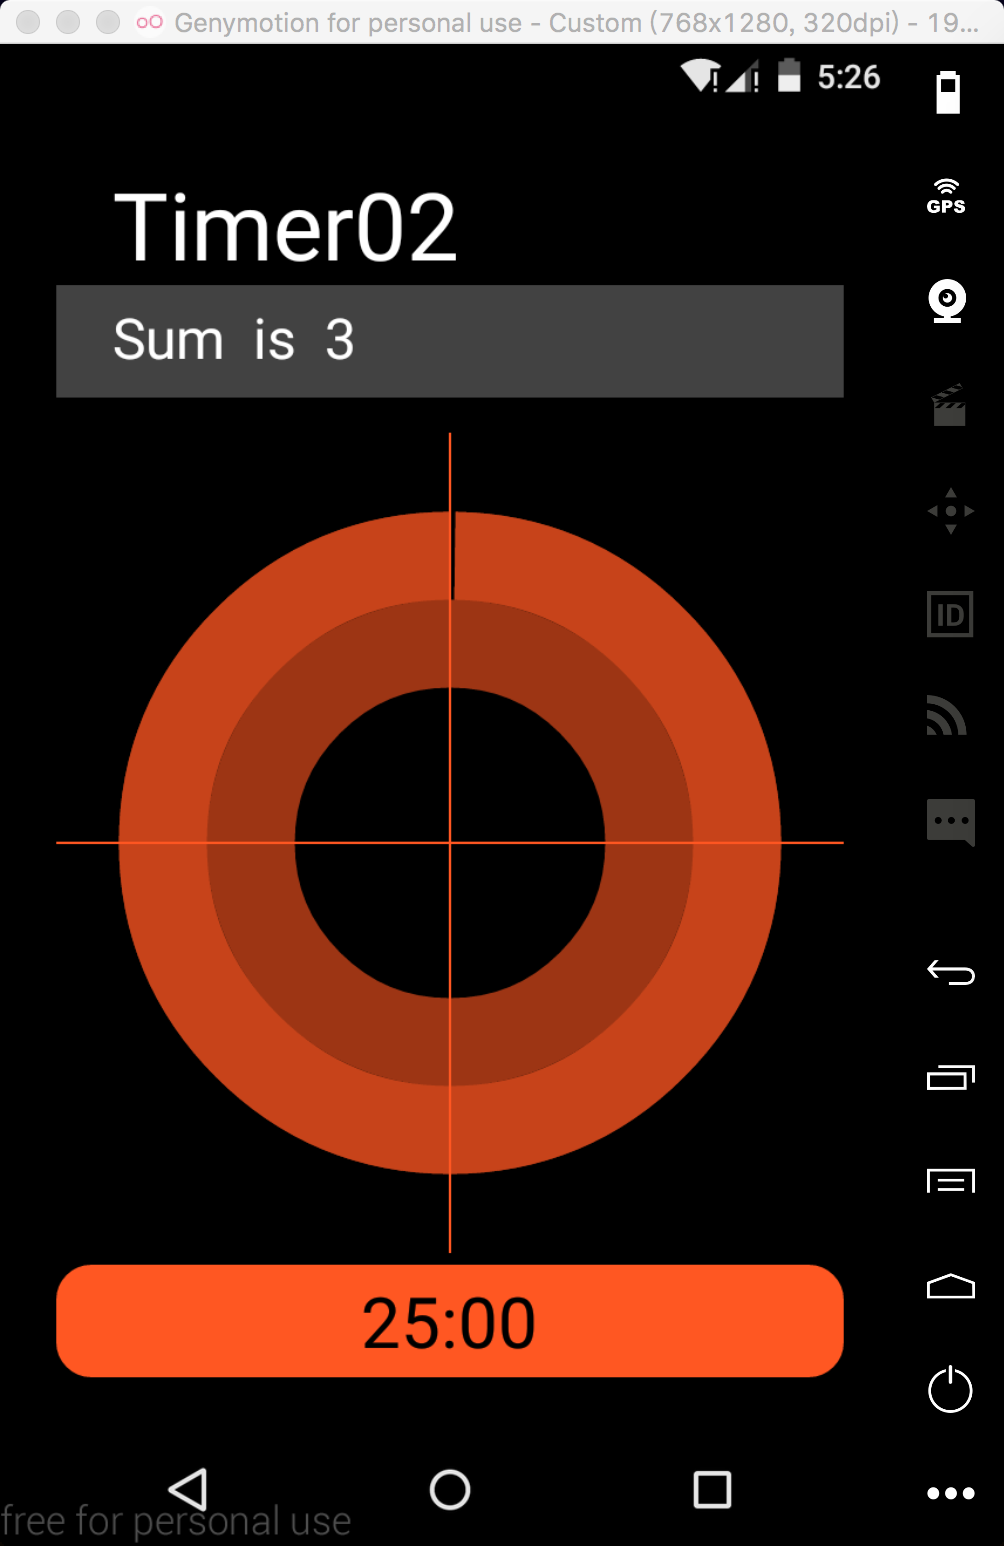 Genymotion for personal use - Custom (768x1280, 320dpi) - 19...
5:26
GPS
Timer02
Sum is 3
ID
25:00
free for personal use